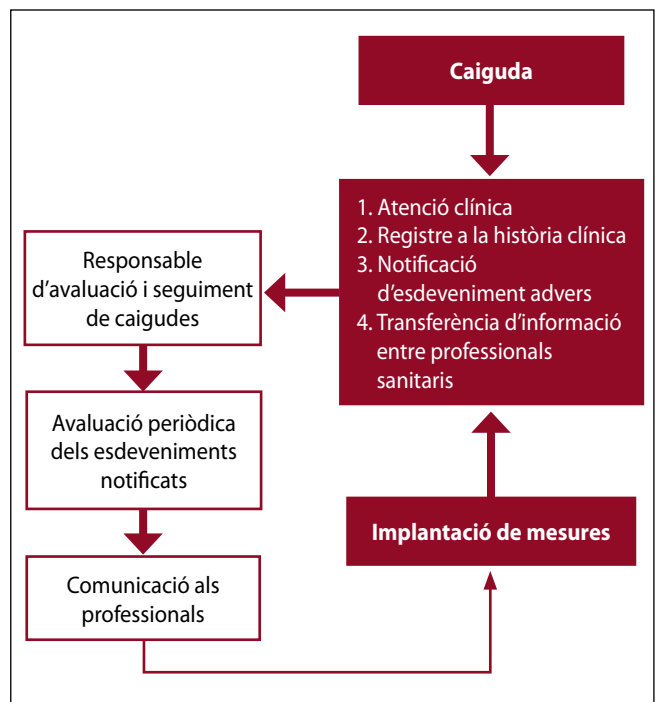 Caiguda
1. Atenció clínica
2. Registre a la història clínica
3. Notificació
d'esdeveniment advers
4. Transferència d'informació
entre professionals
sanitaris
Responsable
d'avaluació i seguiment
de caigudes
Avaluació periòdica
dels esdeveniments
notificats
Comunicació als
professionals
Implantació de mesures